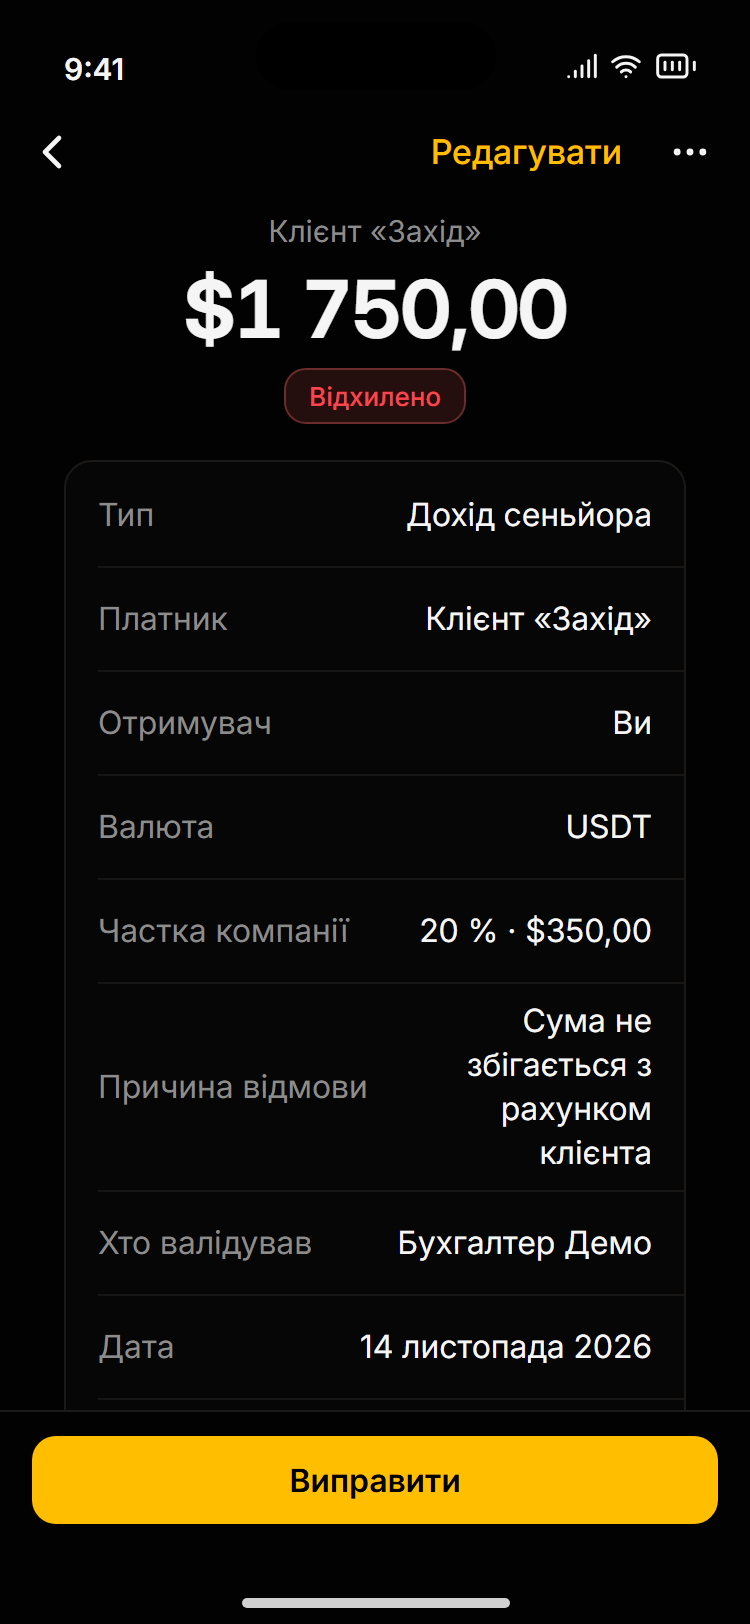 9:41
Редагувати
Клієнт «Захід»
$1 750,00
Відхилено
Тип Дохід сеньйора
Платник Клієнт «Захід»
Отримувач Ви
Валюта USDT
Частка компанії 20 % · $350,00
Причина відмови Сума не
збігається з
рахунком
клієнта
Хто валідував Бухгалтер Демо
Дата 14 листопада 2026
Виправити